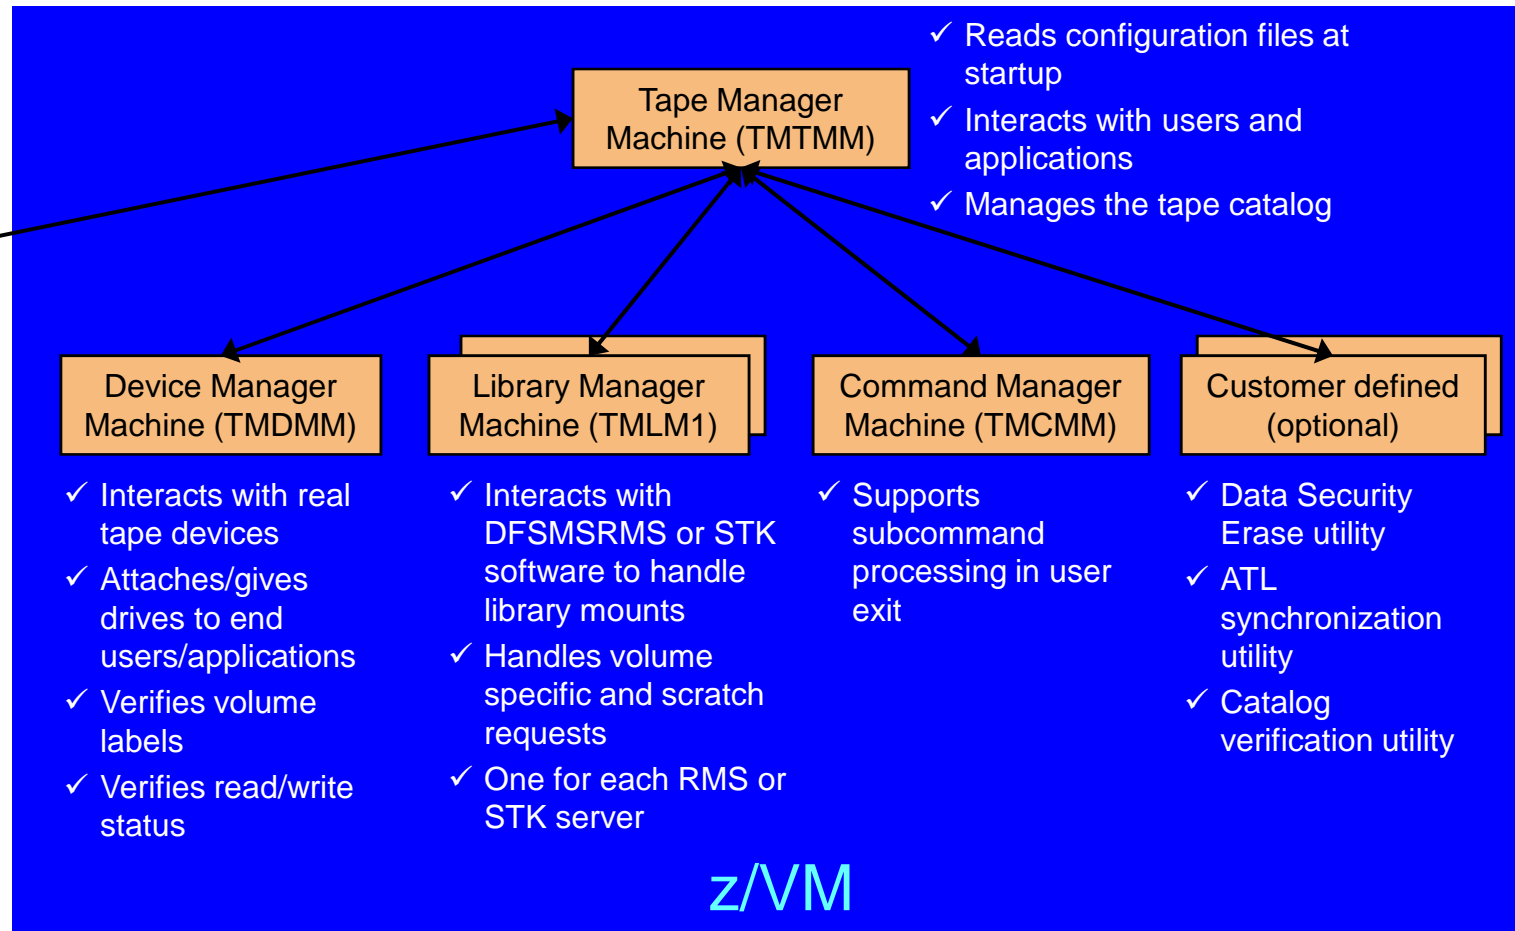 Tape Manager
Machine (TMTMM)
✓ Reads configuration files at
startup
✓ Interacts with users and
applications
✓ Manages the tape catalog
Device Manager
Machine (TMDMM)
✓ Interacts with real
tape devices
✓ Attaches/gives
drives to end
users/applications
✓ Verifies volume
labels
✓ Verifies read/write
status
Library Manager
Machine (TMLM1)
✓ Interacts with
DFSMSRMS or STK
software to handle
library mounts
✓ Handles volume
specific and scratch
requests
✓ One for each RMS or
STK server
Command Manager
Machine (TMCMM)
✓ Supports
subcommand
processing in user
exit
Customer defined
(optional)
✓ Data Security
Erase utility
✓ ATL
synchronization
utility
✓ Catalog
verification utility
z/VM